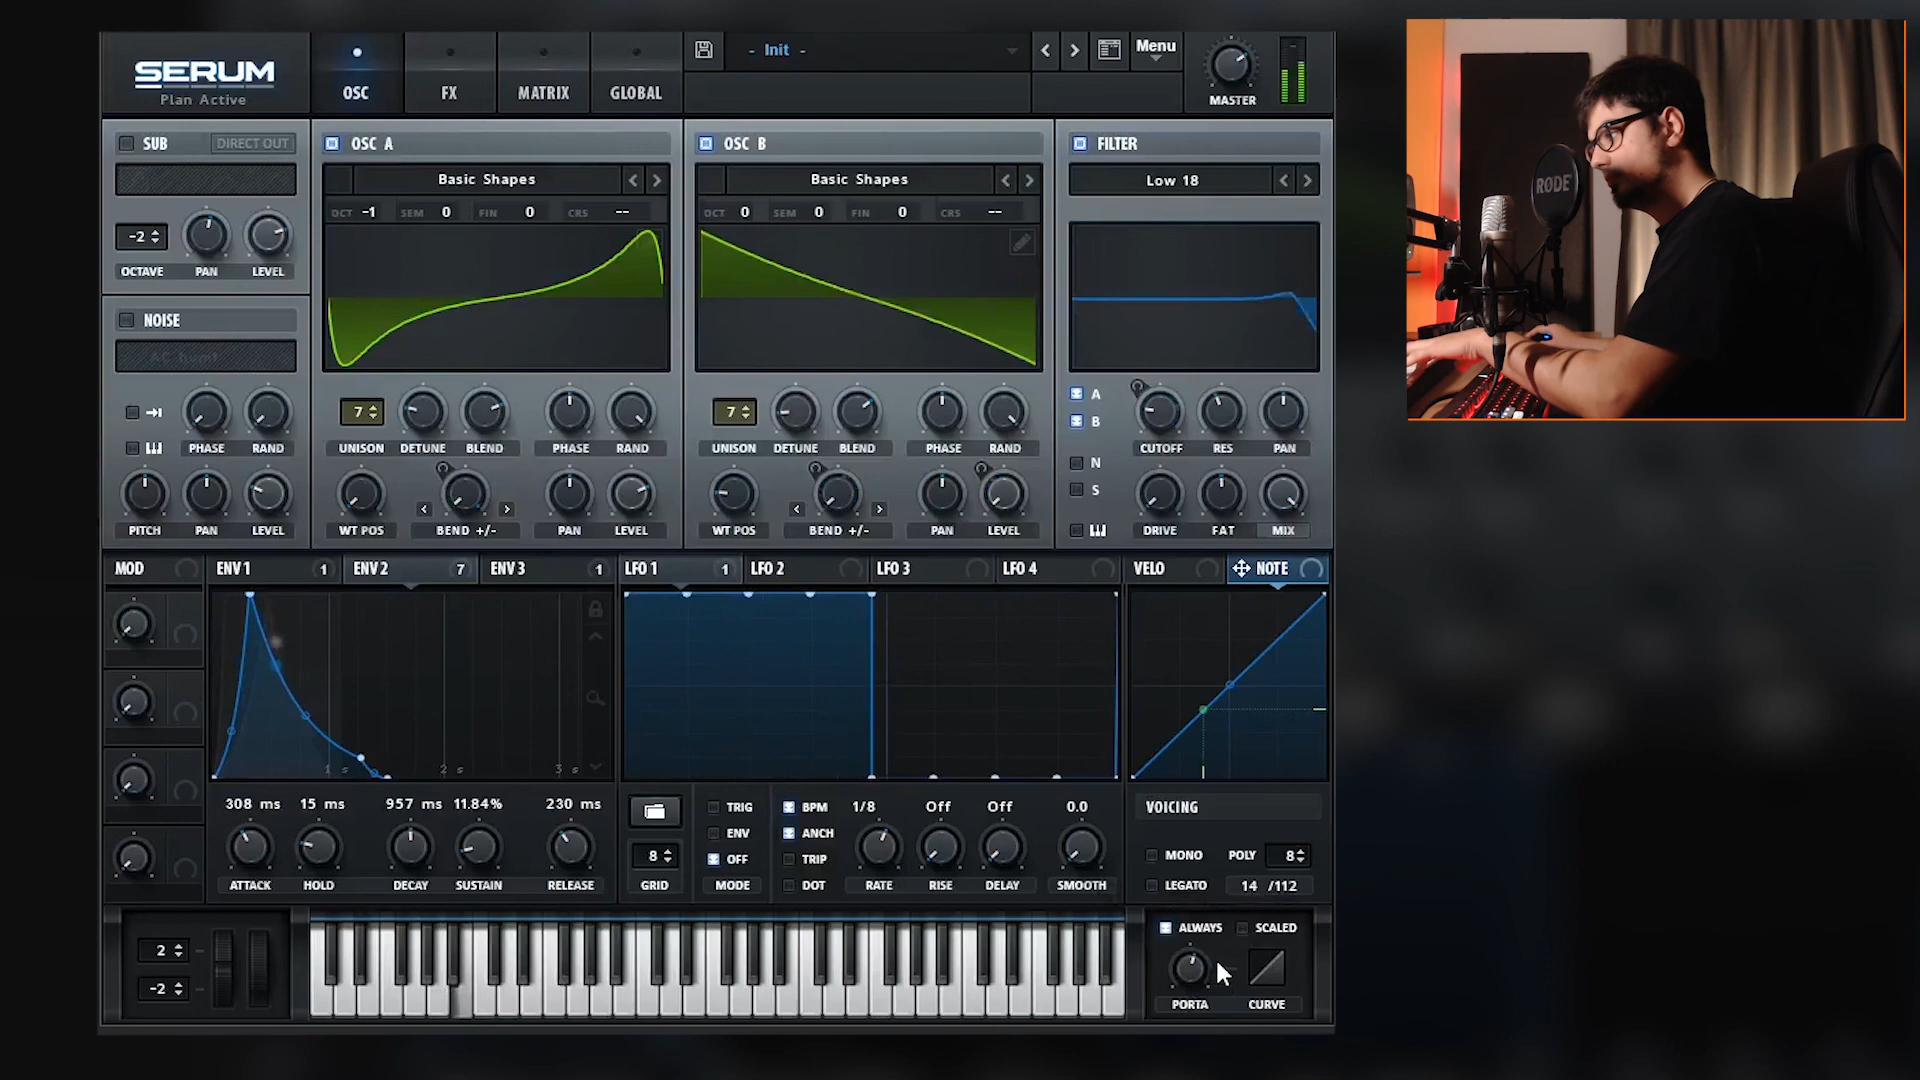 SERUM
Plan Active
OSC
FX
MATRIX
GLOBAL
- Init -
Menu
MASTER
SUB
DIRECT OUT
OSC A
OSC B
FILTER
Basic Shapes
Basic Shapes
Low 18
OCT -1 SEM 0 FIN 0 CRS --
OCT 0 SEM 0 FIN 0 CRS --
-2
OCTAVE PAN LEVEL
NOISE
AC hum1
7
7
A
B
PHASE RAND
UNISON DETUNE BLEND PHASE RAND
UNISON DETUNE BLEND PHASE RAND
CUTOFF RES PAN
N
S
PITCH PAN LEVEL
WT POS BEND +/- PAN LEVEL
WT POS BEND +/- PAN LEVEL
DRIVE FAT MIX
MOD
ENV 1 1
ENV 2 7
ENV 3 1
LFO 1 1
LFO 2
LFO 3
LFO 4
VELO
NOTE
1 s 2 s 3 s
308 ms 15 ms 957 ms 11.84% 230 ms
ATTACK HOLD DECAY SUSTAIN RELEASE
8
GRID
TRIG
ENV
OFF
MODE
BPM
ANCH
TRIP
DOT
1/8 Off Off 0.0
RATE RISE DELAY SMOOTH
VOICING
MONO POLY 8
LEGATO 14 /112
2
-2
ALWAYS SCALED
PORTA CURVE
RØDE